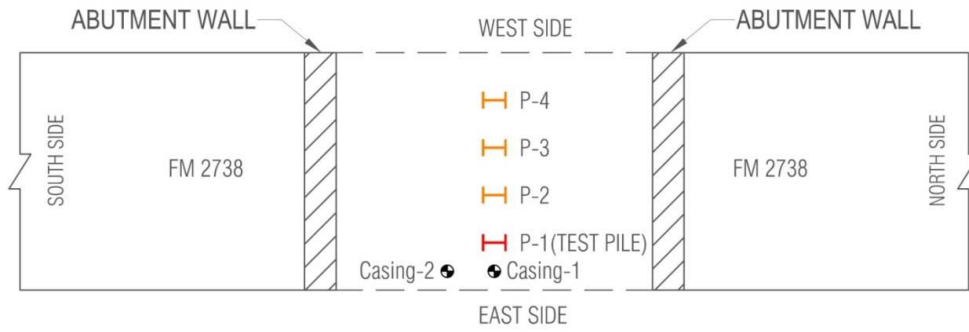 ABUTMENT WALL
WEST SIDE
ABUTMENT WALL
SOUTH SIDE
FM 2738
P-4
P-3
P-2
P-1(TEST PILE)
Casing-2
Casing-1
FM 2738
NORTH SIDE
EAST SIDE